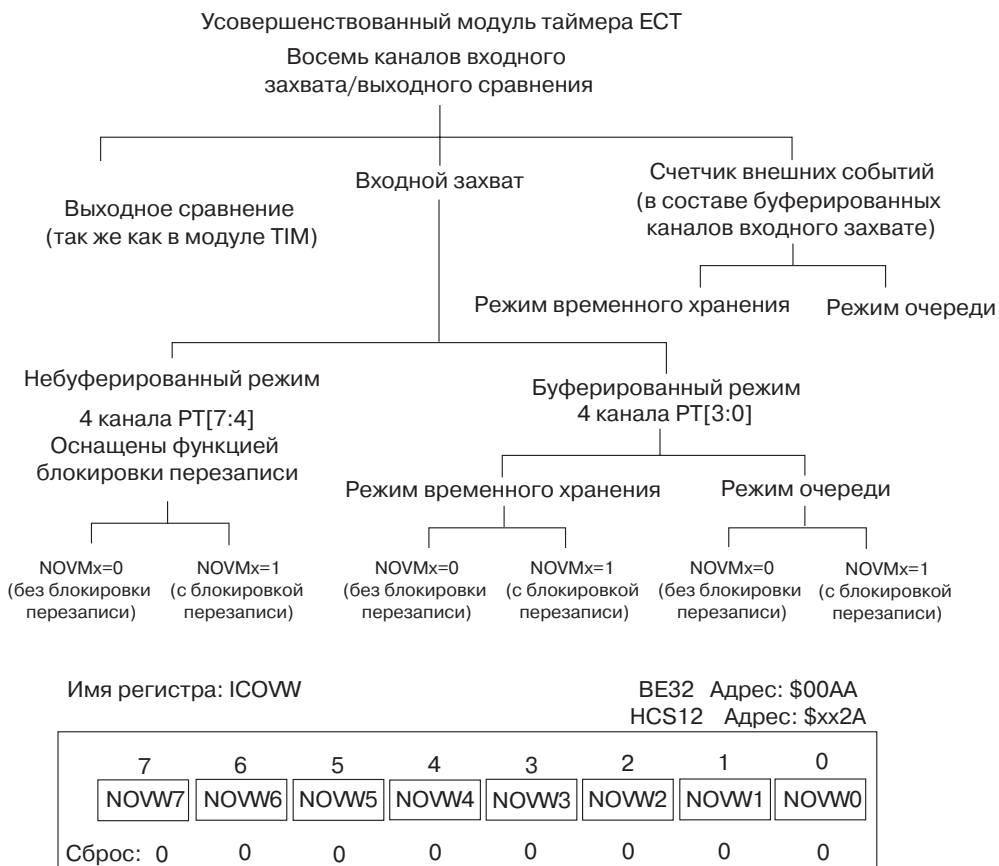 Усовершенствованный модуль таймера ECT
Восемь каналов входного
захвата/выходного сравнения
Выходное сравнение
(так же как в модуле TIM)
Входной захват
Счетчик внешних событий
(в составе буферированных
каналов входного захвате)
Режим временного хранения
Режим очереди
Небуферированный режим
4 канала PT[7:4]
Оснащены функцией
блокировки перезаписи
Буферированный режим
4 канала PT[3:0]
Режим временного хранения
Режим очереди
NOVMx=0
(без блокировки
перезаписи)
NOVMx=1
(с блокировкой
перезаписи)
NOVMx=0
(без блокировки
перезаписи)
NOVMx=1
(с блокировкой
перезаписи)
NOVMx=0
(без блокировки
перезаписи)
NOVMx=1
(с блокировкой
перезаписи)
Имя регистра: ICOVW
BE32 Адрес: $00AA
HCS12 Адрес: $xx2A
7 6 5 4 3 2 1 0
NOVW7 NOVW6 NOVW5 NOVW4 NOVW3 NOVW2 NOVW1 NOVW0
Сброс: 0 0 0 0 0 0 0 0